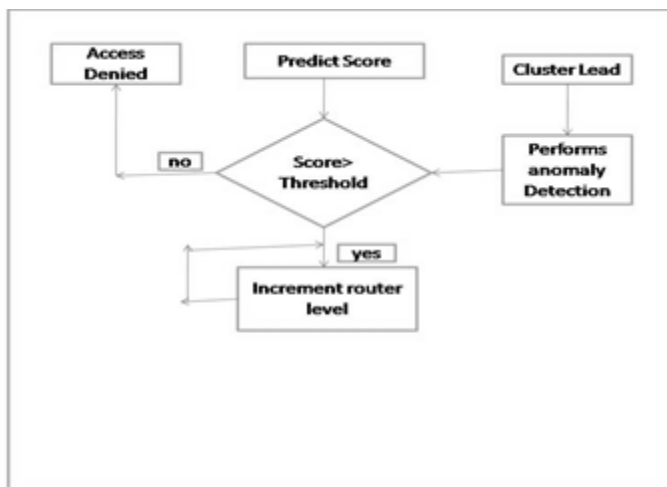 Access
Denied
Predict Score
Cluster Lead
no
Score>
Threshold
Performs
anomaly
Detection
yes
Increment router
level